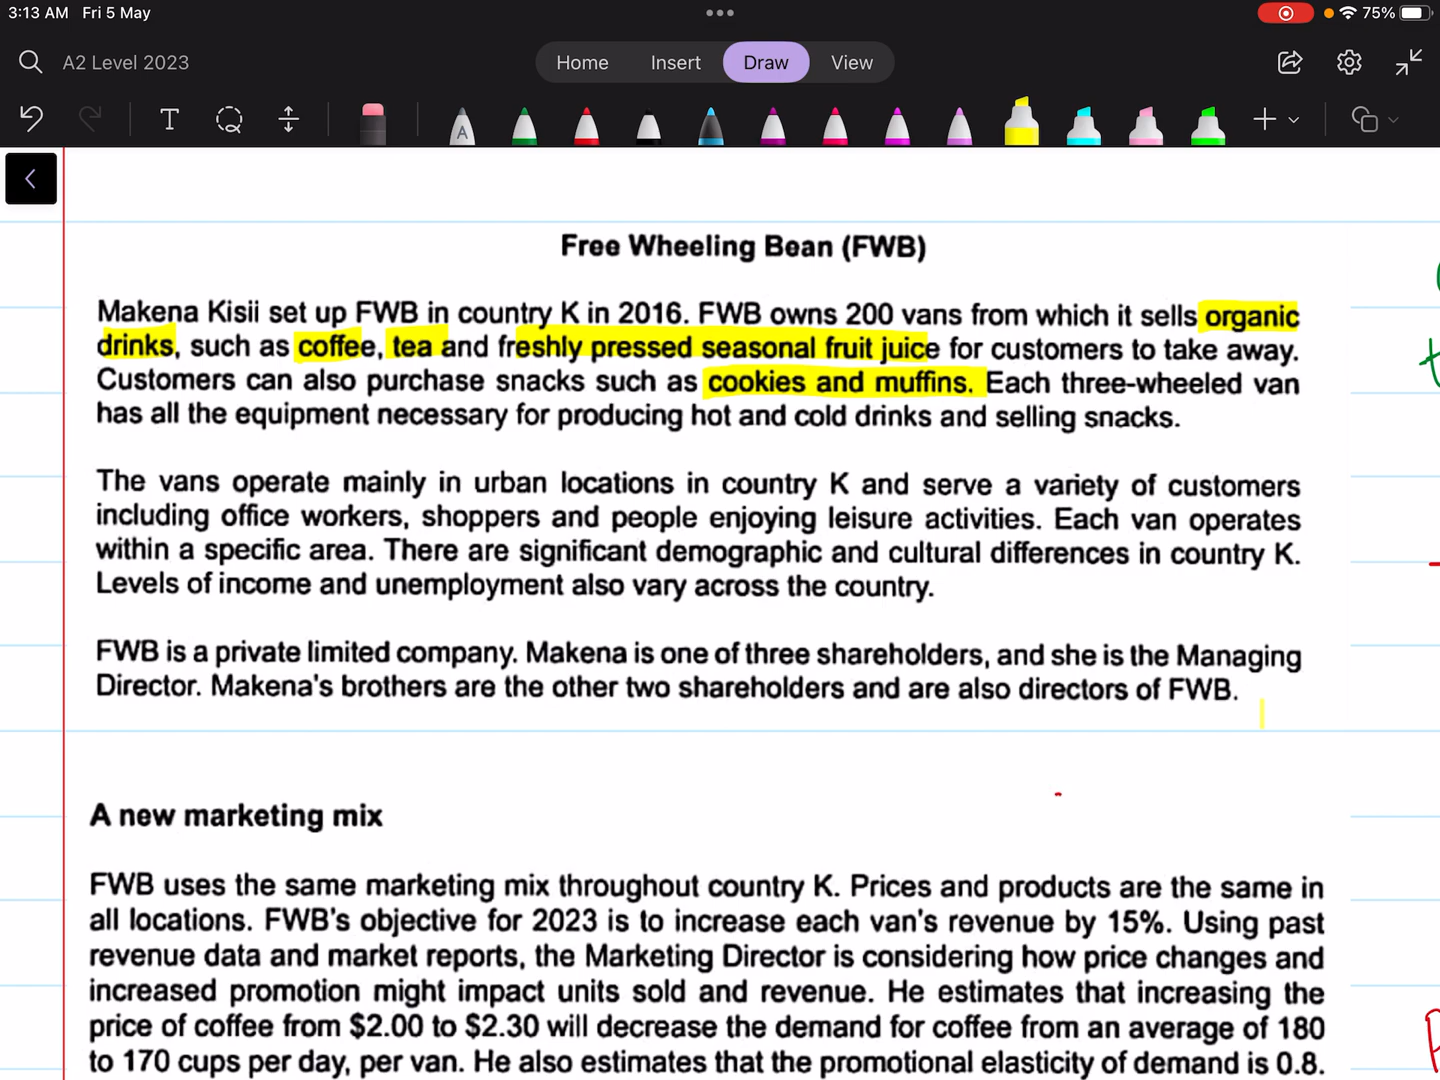 3:13 AM Fri 5 May
75%
A2 Level 2023
Home Insert Draw View
T
A
Free Wheeling Bean (FWB)
Makena Kisii set up FWB in country K in 2016. FWB owns 200 vans from which it sells organic
drinks, such as coffee, tea and freshly pressed seasonal fruit juice for customers to take away.
Customers can also purchase snacks such as cookies and muffins. Each three-wheeled van
has all the equipment necessary for producing hot and cold drinks and selling snacks.
The vans operate mainly in urban locations in country K and serve a variety of customers
including office workers, shoppers and people enjoying leisure activities. Each van operates
within a specific area. There are significant demographic and cultural differences in country K.
Levels of income and unemployment also vary across the country.
FWB is a private limited company. Makena is one of three shareholders, and she is the Managing
Director. Makena's brothers are the other two shareholders and are also directors of FWB.
A new marketing mix
FWB uses the same marketing mix throughout country K. Prices and products are the same in
all locations. FWB's objective for 2023 is to increase each van's revenue by 15%. Using past
revenue data and market reports, the Marketing Director is considering how price changes and
increased promotion might impact units sold and revenue. He estimates that increasing the
price of coffee from $2.00 to $2.30 will decrease the demand for coffee from an average of 180
to 170 cups per day, per van. He also estimates that the promotional elasticity of demand is 0.8.